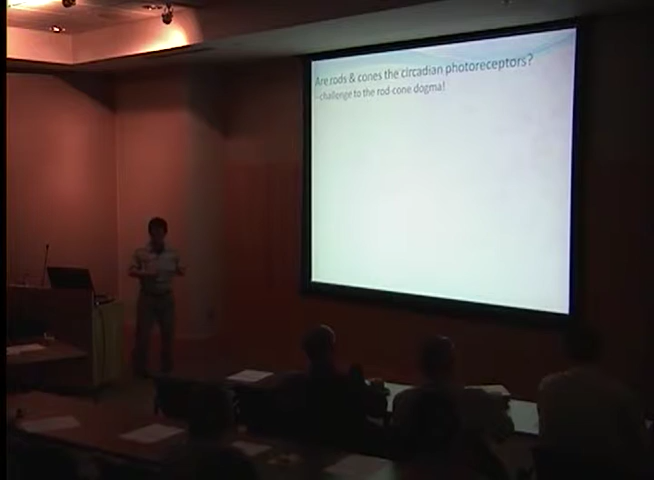 Are rods & cones the circadian photoreceptors?
- challenge to the rod-cone dogma!